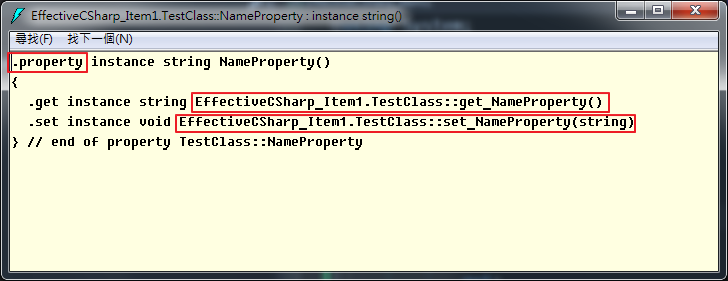 EffectiveCSharp_Item1.TestClass::NameProperty : instance string()
尋找(F) 找下一個(N)
.property instance string NameProperty()
{
.get instance string EffectiveCSharp_Item1.TestClass::get_NameProperty()
.set instance void EffectiveCSharp_Item1.TestClass::set_NameProperty(string)
} // end of property TestClass::NameProperty